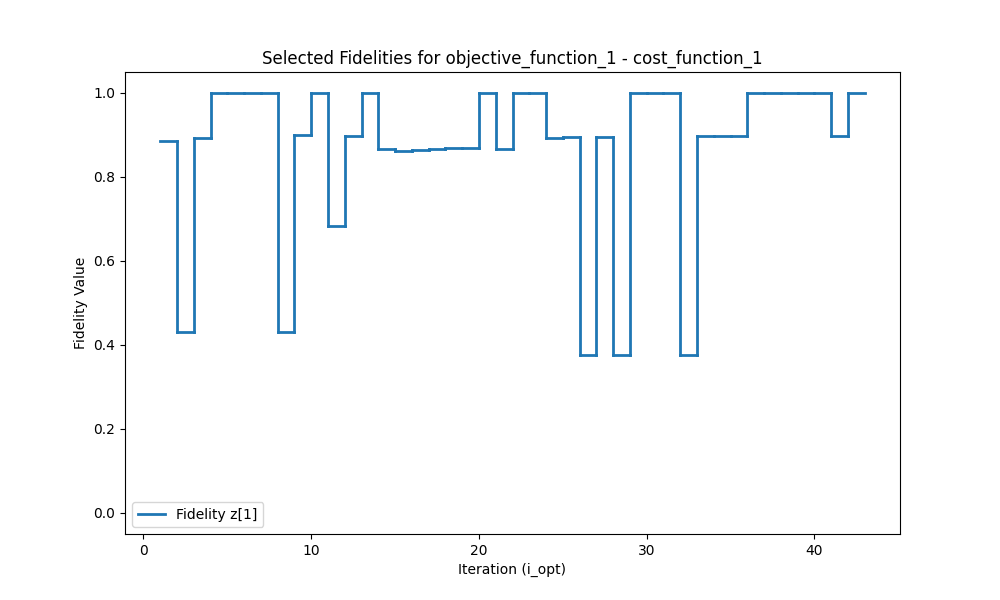 Selected Fidelities for objective_function_1 - cost_function_1
1.0
0.8
0.6
0.4
0.2
0.0
Fidelity Value
Fidelity z[1]
0 10 20 30 40
Iteration (i_opt)